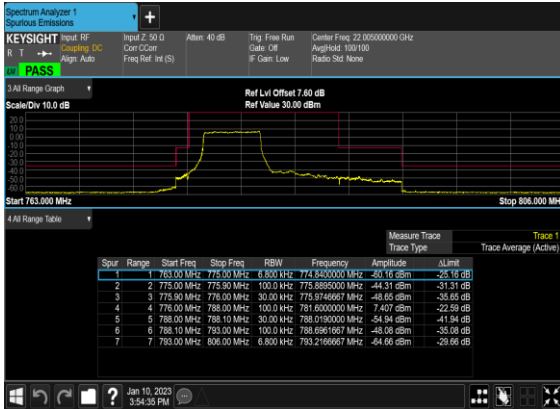 Spectrum Analyzer 1
Spurious Emissions
+
KEYSIGHT Input: RF Input Z: 50 Ω Atten: 40 dB Trig: Free Run Center Freq: 22.005000000 GHz
R T Coupling: DC Corr CCorr Gate: Off Avg|Hold: 100/100
Align: Auto Freq Ref: Int (S) IF Gain: Low Radio Std: None
PASS
3 All Range Graph
Ref Lvl Offset 7.60 dB
Scale/Div 10.0 dB Ref Value 30.00 dBm
20.0
10.0
0.00
-10.0
-20.0
-30.0
-40.0
-50.0
-60.0
Start 763.000 MHz Stop 806.000 MH
4 All Range Table
Measure Trace Trace 1
Trace Type Trace Average (Active)
Spur Range Start Freq Stop Freq RBW Frequency Amplitude ΔLimit
1 1 763.00 MHz 775.00 MHz 6.800 kHz 774.8400000 MHz -60.16 dBm -25.16 dB
2 2 775.00 MHz 775.90 MHz 100.0 kHz 775.8895000 MHz -44.31 dBm -31.31 dB
3 3 775.90 MHz 776.00 MHz 30.00 kHz 775.9746667 MHz -48.65 dBm -35.65 dB
4 4 776.00 MHz 788.00 MHz 100.0 kHz 781.6000000 MHz 7.407 dBm -22.59 dB
5 5 788.00 MHz 788.10 MHz 30.00 kHz 788.0190000 MHz -54.94 dBm -41.94 dB
6 6 788.10 MHz 793.00 MHz 100.0 kHz 788.6961667 MHz -48.08 dBm -35.08 dB
7 7 793.00 MHz 806.00 MHz 6.800 kHz 793.2166667 MHz -64.66 dBm -29.66 dB
? Jan 10, 2023
3:54:35 PM